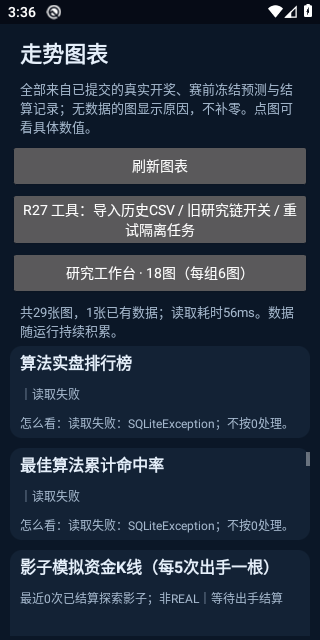 3:36
走势图表
全部来自已提交的真实开奖、赛前冻结预测与结
算记录；无数据的图显示原因，不补零。点图可
看具体数值。
刷新图表
R27 工具：导入历史CSV / 旧研究链开关 / 重
试隔离任务
研究工作台 · 18图（每组6图）
共29张图，1张已有数据；读取耗时56ms。数据
随运行持续积累。
算法实盘排行榜
｜读取失败
怎么看：读取失败：SQLiteException；不按0处理。
最佳算法累计命中率
｜读取失败
怎么看：读取失败：SQLiteException；不按0处理。
影子模拟资金K线（每5次出手一根）
最近0次已结算探索影子；非REAL｜等待出手结算